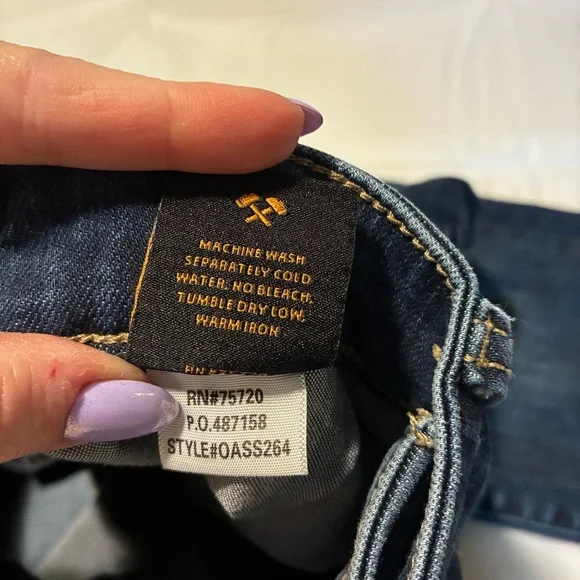 MACHINE WASH
SEPARATELY COLD
WATER. NO BLEACH.
TUMBLE DRY LOW.
WARM IRON
RN#75720
P.O.487158
STYLE#OASS264